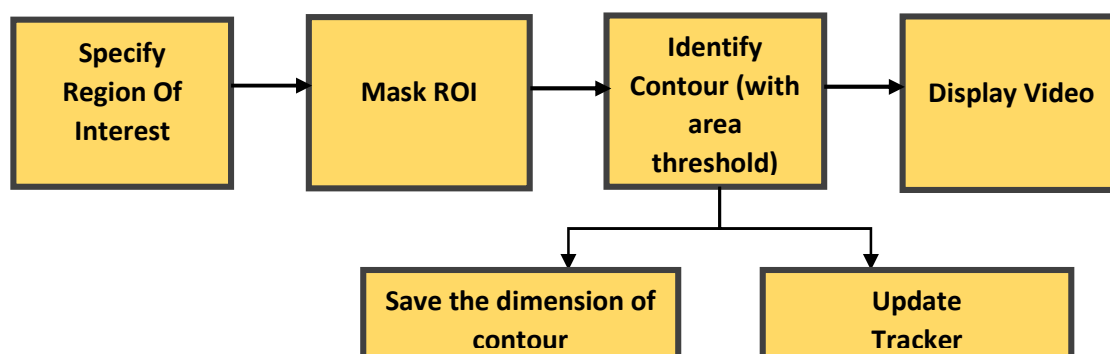 Specify
Region Of
Interest
Mask ROI
Identify
Contour (with
area
threshold)
Display Video
Save the dimension of
contour
Update
Tracker